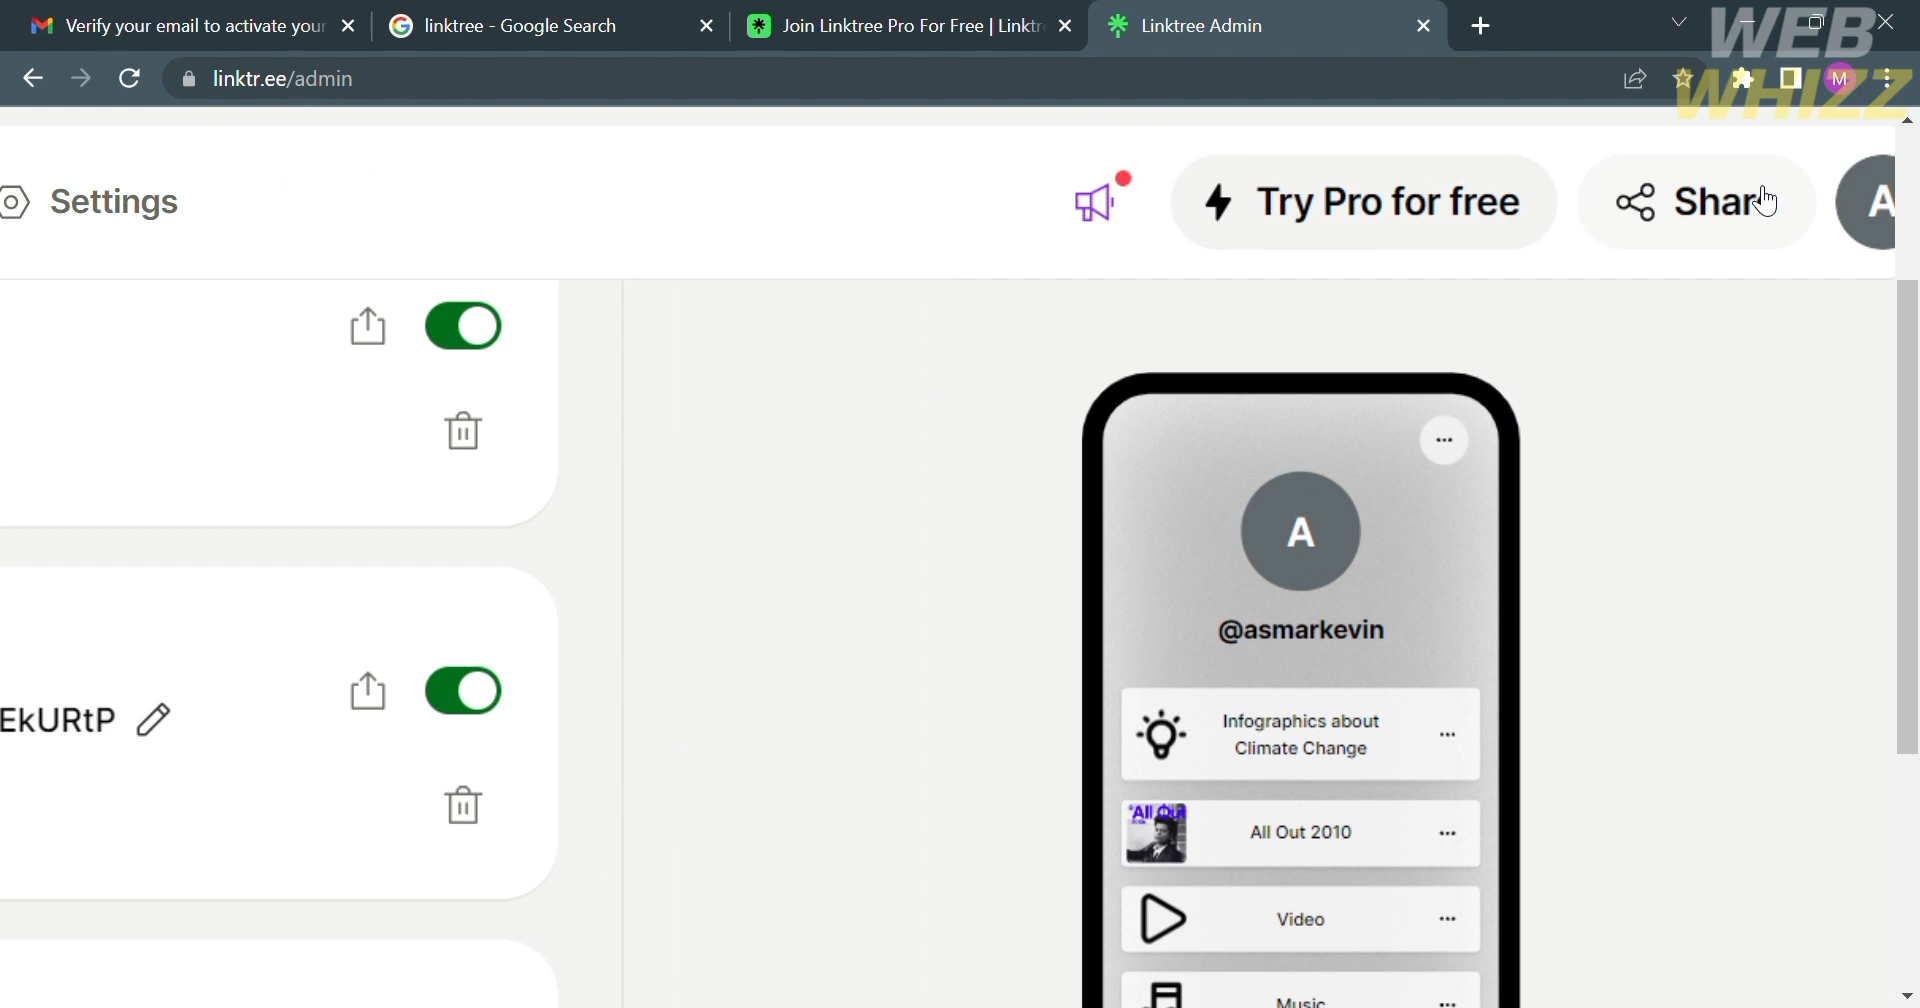 Verify your email to activate your
linktree - Google Search
Join Linktree Pro For Free | Linktr
Linktree Admin
linktr.ee/admin
M
WEB
WHIZZ
Settings
Try Pro for free
Shar
A
EkURtP
A
@asmarkevin
Infographics about
Climate Change
"All Out
All Out 2010
Video
Music